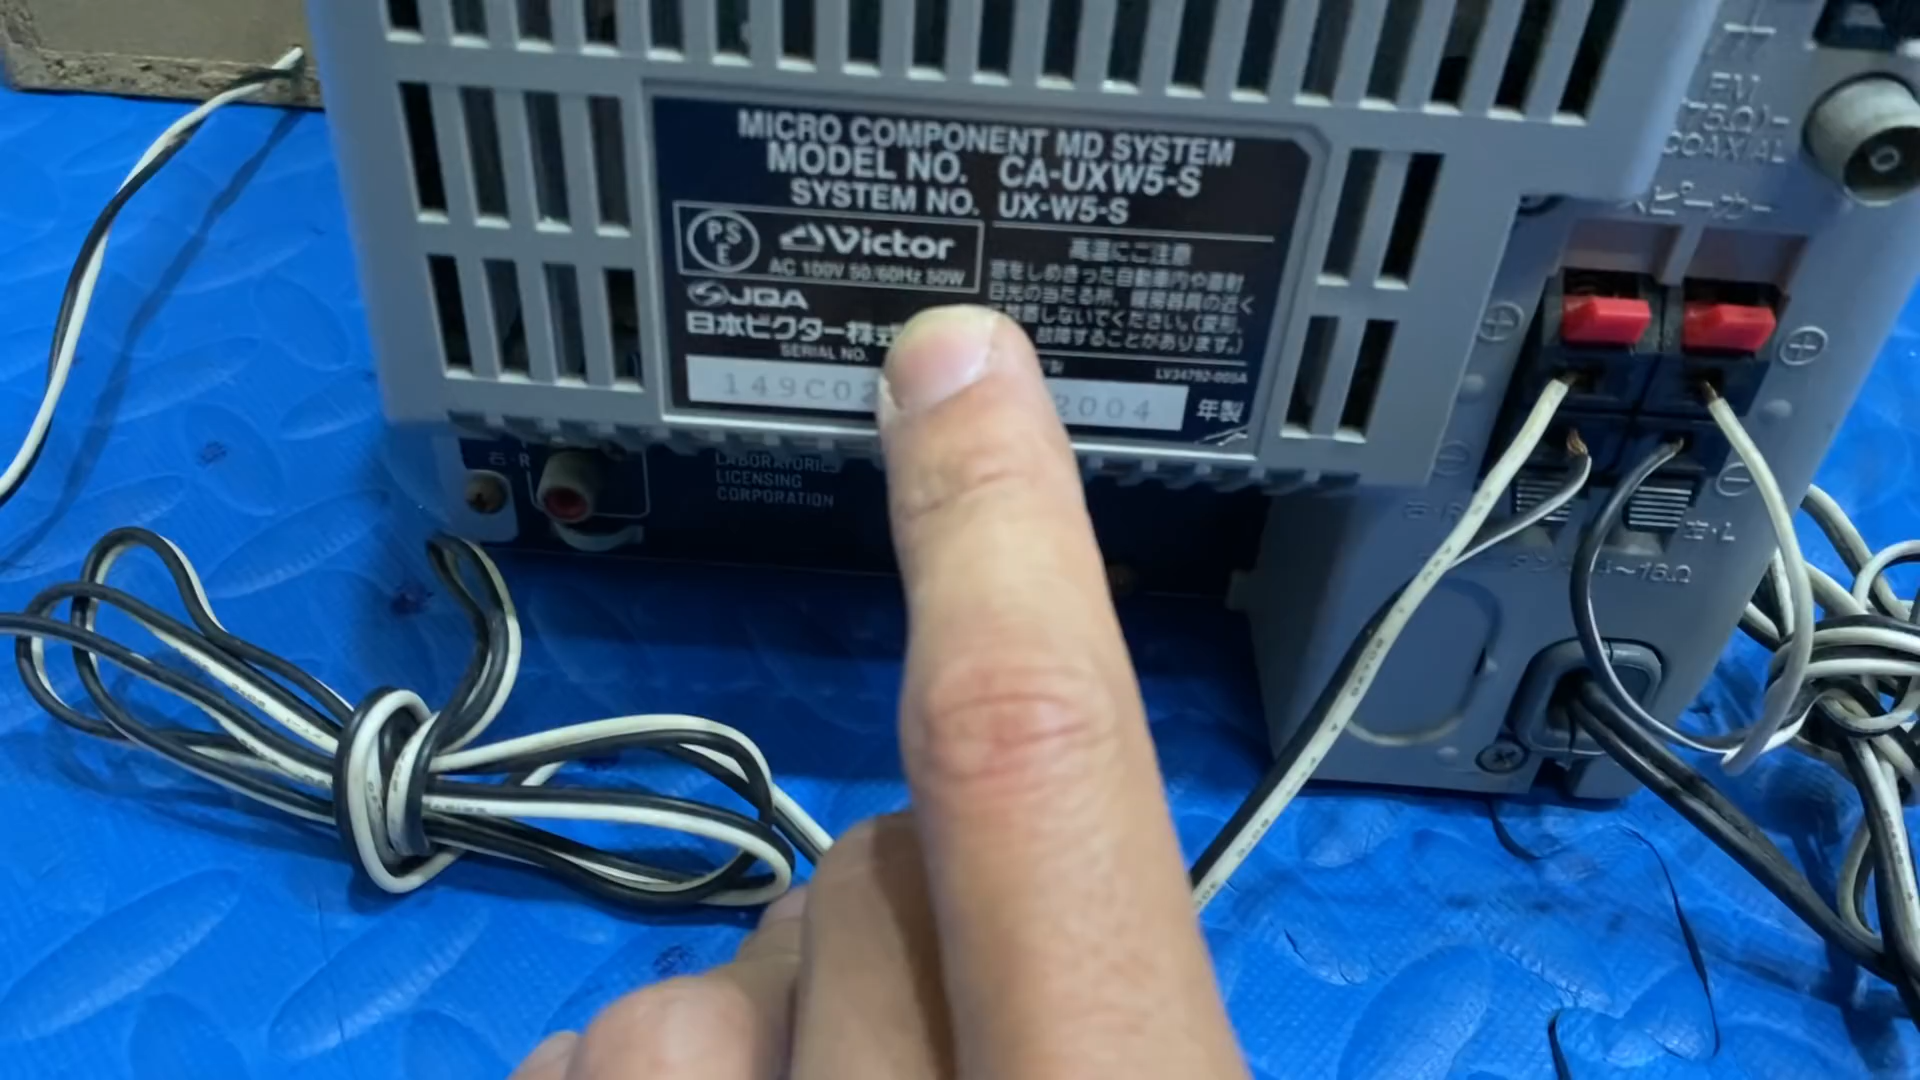 MICRO COMPONENT MD SYSTEM
MODEL NO. CA-UXW5-S
SYSTEM NO. UX-W5-S
PSE
Victor
AC 100V 50/60Hz 50W
JQA
日本ビクター株式
SERIAL NO.
149C02
高温にご注意
窓をしめきった自動車内や直射
日光の当たる所、暖房器具の近く
放置しないでください。(変形、
故障することがあります。)
LV34792-005A
2004 年製
FM
(75Ω)
COAXIAL
スピーカー
右-R
LABORATORIES
LICENSING
CORPORATION
左-L
~16Ω